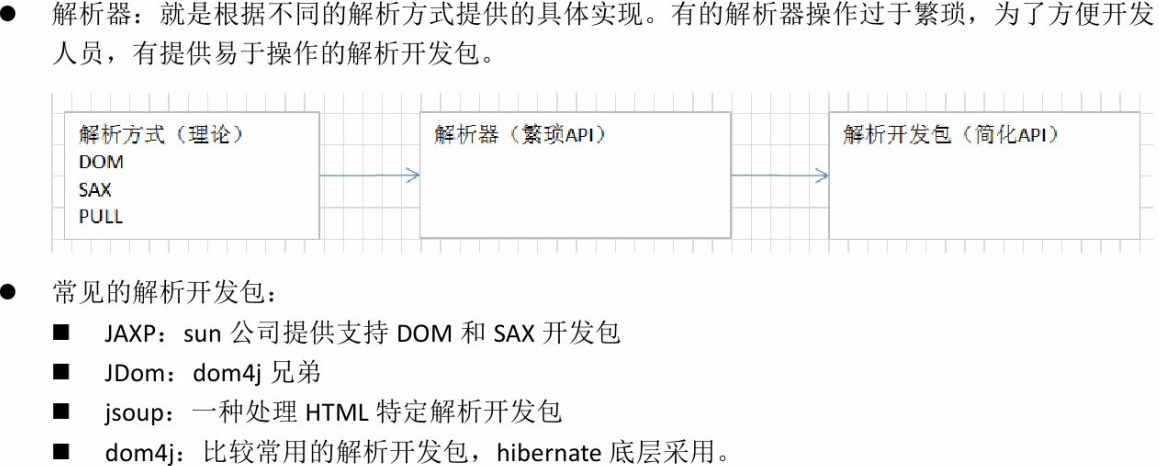 ● 解析器：就是根据不同的解析方式提供的具体实现。有的解析器操作过于繁琐，为了方便开发
人员，有提供易于操作的解析开发包。
解析方式（理论）
DOM
SAX
PULL
解析器（繁琐API）
解析开发包（简化API）
● 常见的解析开发包：
■ JAXP：sun 公司提供支持 DOM 和 SAX 开发包
■ JDom：dom4j 兄弟
■ jsoup：一种处理 HTML 特定解析开发包
■ dom4j：比较常用的解析开发包，hibernate 底层采用。